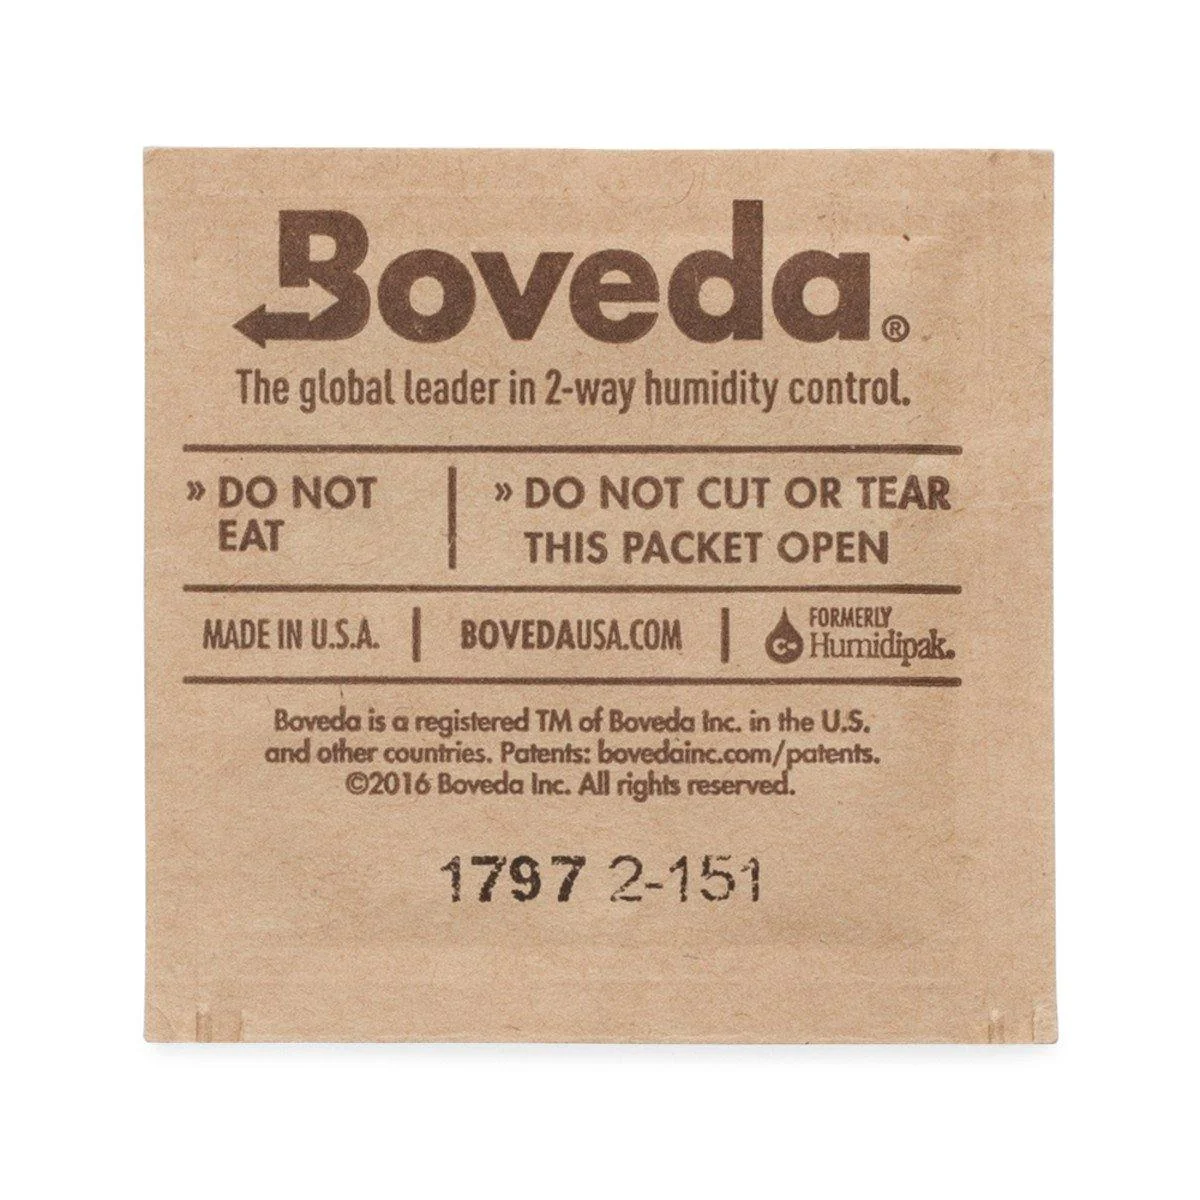 Boveda®
The global leader in 2-way humidity control.
» DO NOT
EAT
» DO NOT CUT OR TEAR
THIS PACKET OPEN
MADE IN U.S.A.
BOVEDAUSA.COM
FORMERLY
Humidipak.
Boveda is a registered TM of Boveda Inc. in the U.S.
and other countries. Patents: bovedainc.com/patents.
©2016 Boveda Inc. All rights reserved.
1797 2-151